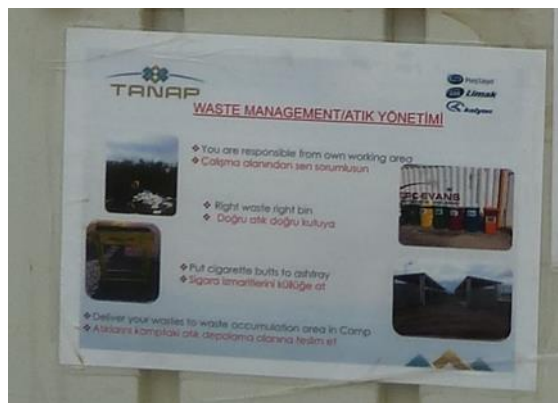 TANAP
Limak
kalyon
WASTE MANAGEMENT/ATIK YÖNETİMİ
You are responsible from own working area
Çalışma alanından sen sorumlusun
Right waste right bin
Doğru atık doğru kutuya
Put cigarette butts to ashtray
Sigara izmaritlerini küllüğe at
Deliver your wastes to waste accumulation area in Camp
Atıklarını kamptaki atık depolama alanına teslim et